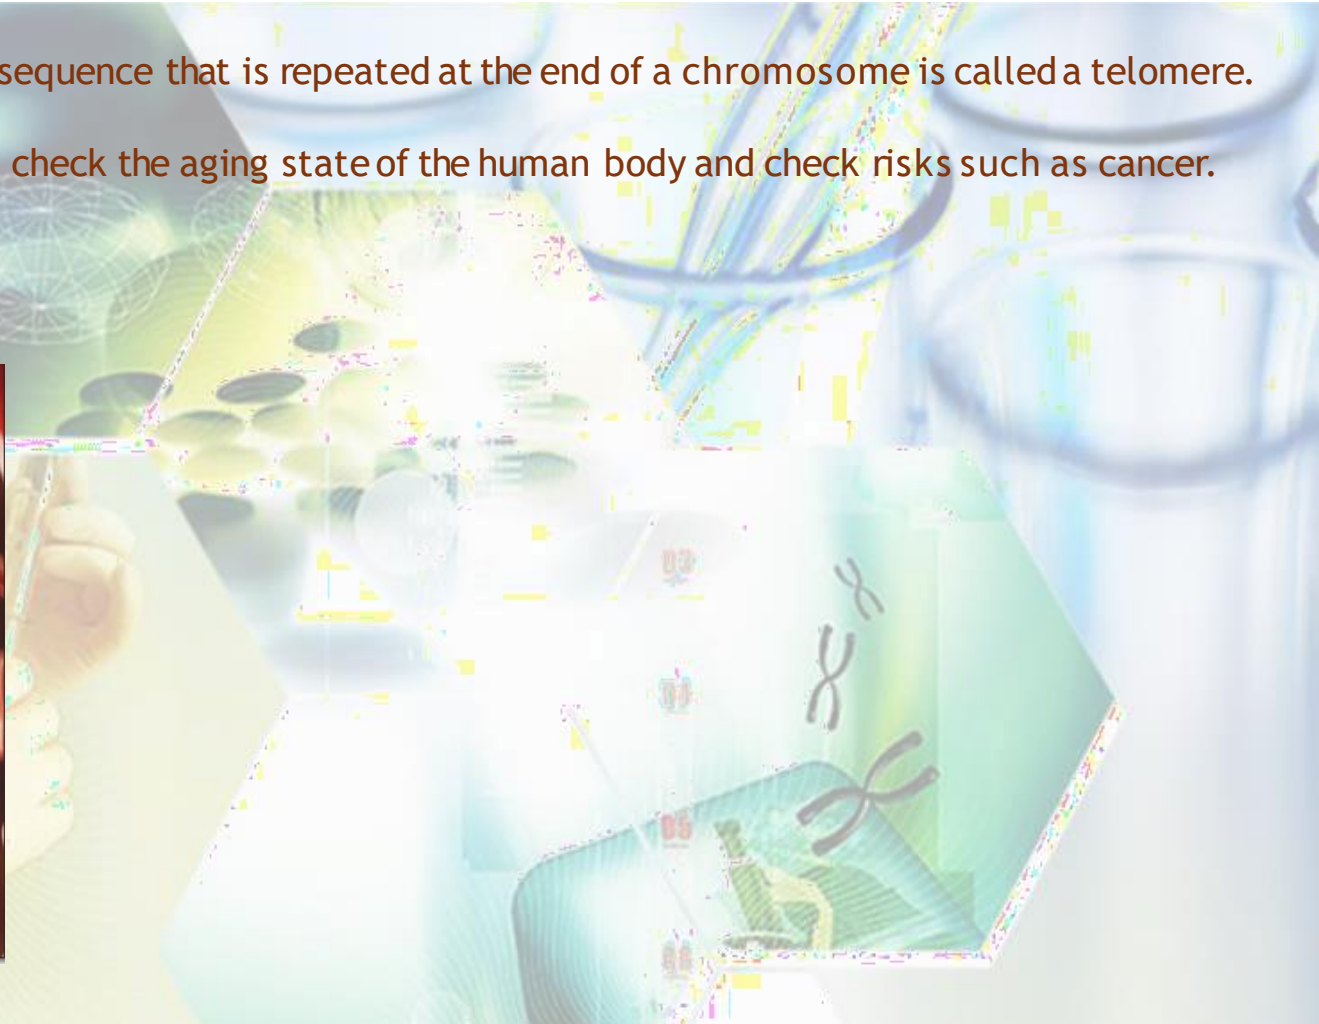 sequence that is repeated at the end of a chromosome is called a telomere.
check the aging state of the human body and check risks such as cancer.
05